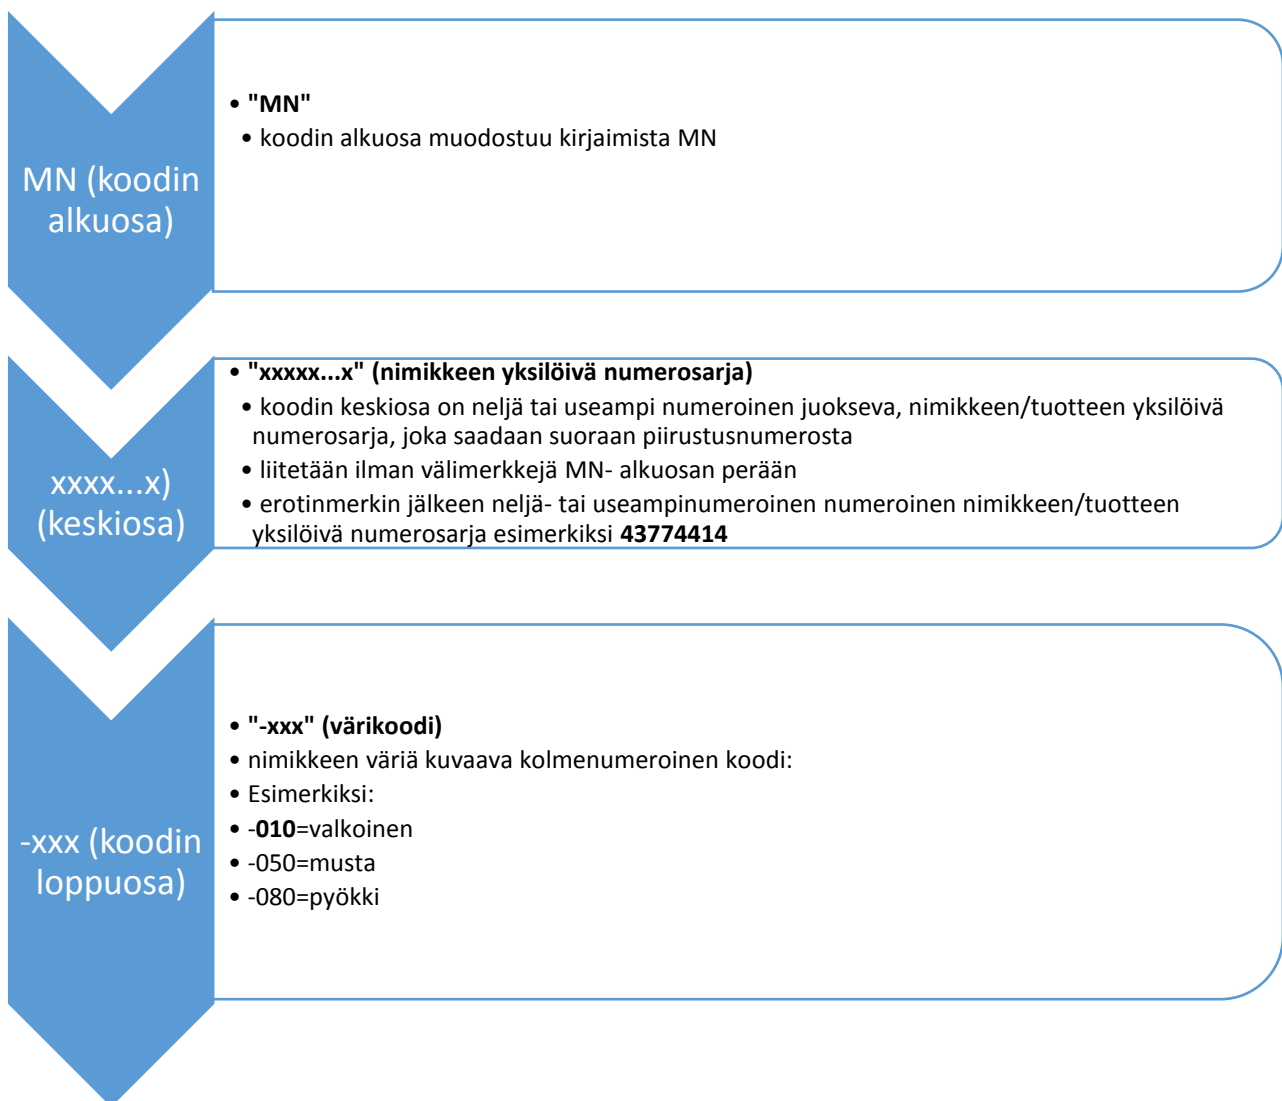 MN (koodin
alkuosa)
• "MN"
• koodin alkuosa muodostuu kirjaimista MN
xxxx...x)
(keskiosa)
• "xxxxx...x" (nimikkeen yksilöivä numerosarja)
• koodin keskiosa on neljä tai useampi numeroinen juokseva, nimikkeen/tuotteen yksilöivä
numerosarja, joka saadaan suoraan piirustusnumerosta
• liitetään ilman välimerkkejä MN- alkuosan perään
• erotinmerkin jälkeen neljä- tai useampinumeroinen numeroinen nimikkeen/tuotteen
yksilöivä numerosarja esimerkiksi 43774414
-xxx (koodin
loppuosa)
• "-xxx" (värikoodi)
• nimikkeen väriä kuvaava kolmenumeroinen koodi:
• Esimerkiksi:
• -010=valkoinen
• -050=musta
• -080=pyökki